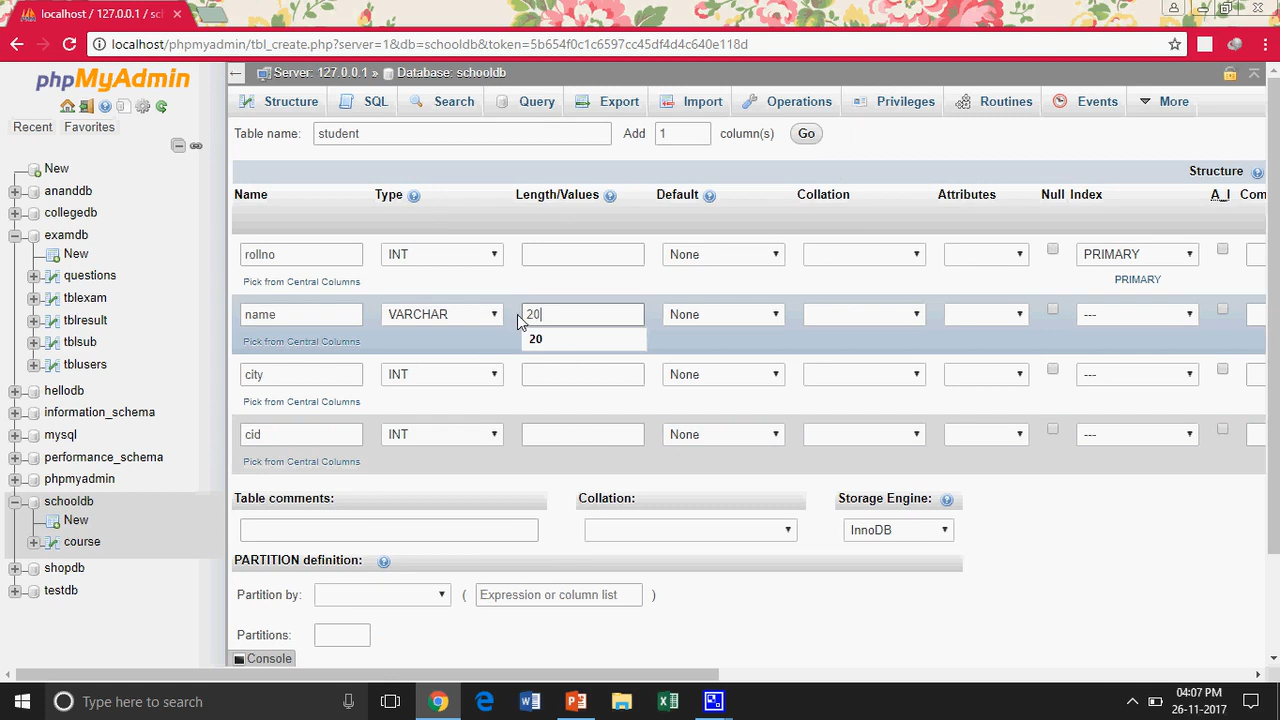 localhost / 127.0.0.1 / sch
localhost/phpmyadmin/tbl_create.php?server=1&db=schooldb&token=5b654f0c1c6597cc45df4d4c640e118d
phpMyAdmin
Recent
Favorites
New
ananddb
collegedb
examdb
New
questions
tblexam
tblresult
tblsub
tblusers
hellodb
information_schema
mysql
performance_schema
phpmyadmin
schooldb
New
course
shopdb
testdb
Server: 127.0.0.1 » Database: schooldb
Structure SQL Search Query Export Import Operations Privileges Routines Events More
Table name: student Add 1 column(s) Go
Structure
Name Type Length/Values Default Collation Attributes Null Index A_I Com
rollno INT None PRIMARY
Pick from Central Columns PRIMARY
name VARCHAR 20 None ---
20
Pick from Central Columns
city INT None ---
Pick from Central Columns
cid INT None ---
Pick from Central Columns
Table comments: Collation: Storage Engine:
InnoDB
PARTITION definition:
Partition by: ( Expression or column list )
Partitions:
Console
Type here to search
04:07 PM
26-11-2017